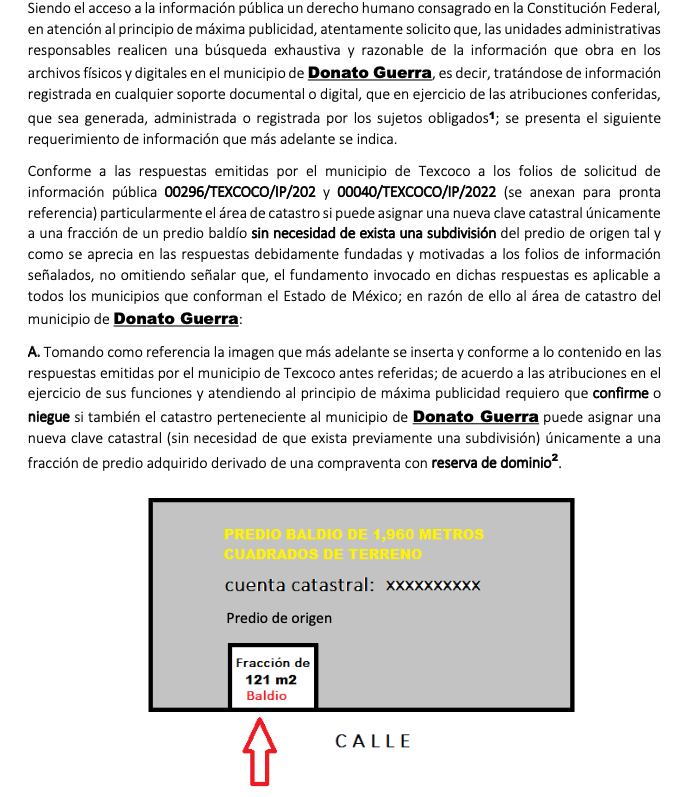 Siendo el acceso a la información pública un derecho humano consagrado en la Constitución Federal,
en atención al principio de máxima publicidad, atentamente solicito que, las unidades administrativas
responsables realicen una búsqueda exhaustiva y razonable de la información que obra en los
archivos físicos y digitales en el municipio de Donato Guerra, es decir, tratándose de información
registrada en cualquier soporte documental o digital, que en ejercicio de las atribuciones conferidas,
que sea generada, administrada o registrada por los sujetos obligados¹; se presenta el siguiente
requerimiento de información que más adelante se indica.
Conforme a las respuestas emitidas por el municipio de Texcoco a los folios de solicitud de
información pública 00296/TEXCOCO/IP/202 y 00040/TEXCOCO/IP/2022 (se anexan para pronta
referencia) particularmente el área de catastro si puede asignar una nueva clave catastral únicamente
a una fracción de un predio baldío sin necesidad de exista una subdivisión del predio de origen tal y
como se aprecia en las respuestas debidamente fundadas y motivadas a los folios de información
señalados, no omitiendo señalar que, el fundamento invocado en dichas respuestas es aplicable a
todos los municipios que conforman el Estado de México; en razón de ello al área de catastro del
municipio de Donato Guerra:
A. Tomando como referencia la imagen que más adelante se inserta y conforme a lo contenido en las
respuestas emitidas por el municipio de Texcoco antes referidas; de acuerdo a las atribuciones en el
ejercicio de sus funciones y atendiendo al principio de máxima publicidad requiero que confirme o
niegue si también el catastro perteneciente al municipio de Donato Guerra puede asignar una
nueva clave catastral (sin necesidad de que exista previamente una subdivisión) únicamente a una
fracción de predio adquirido derivado de una compraventa con reserva de dominio².
PREDIO BALDIO DE 1,960 METROS
CUADRADOS DE TERRENO
cuenta catastral: xxxxxxxxxx
Predio de origen
Fracción de
121 m2
Baldio
CALLE